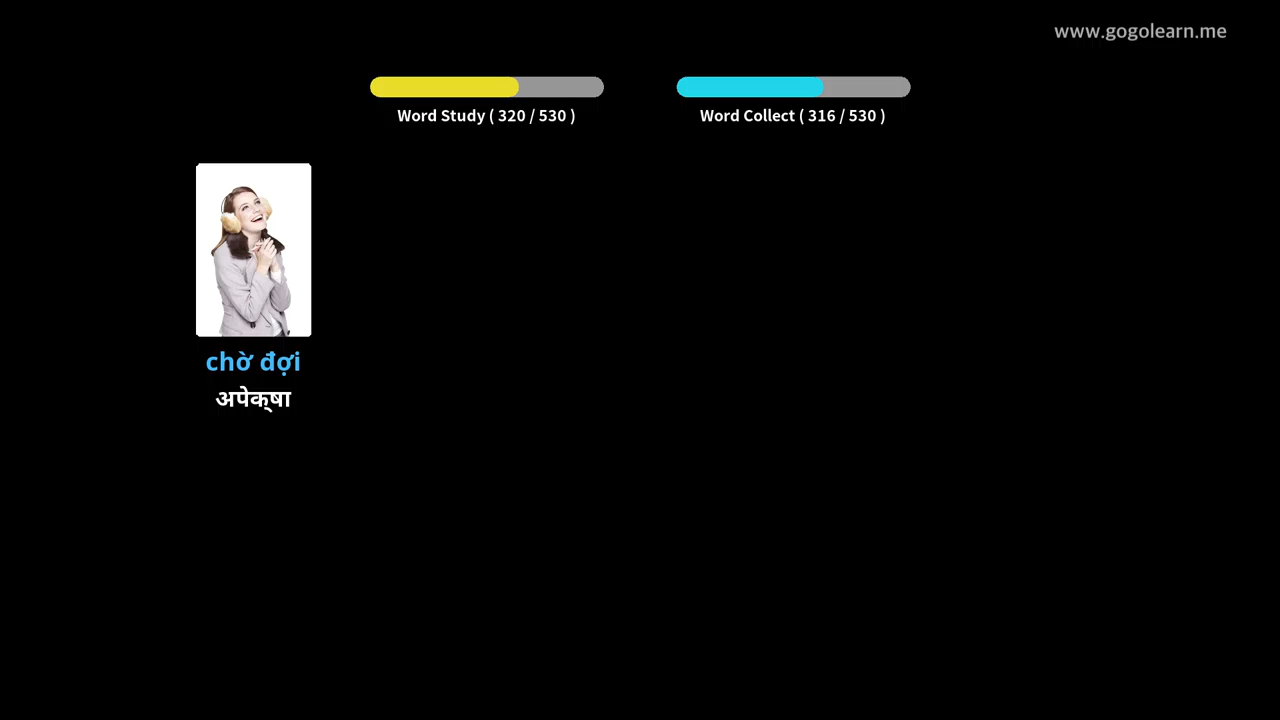 www.gogolearn.me
Word Study ( 320 / 530 )
Word Collect ( 316 / 530 )
chờ đợi
अपेक्षा